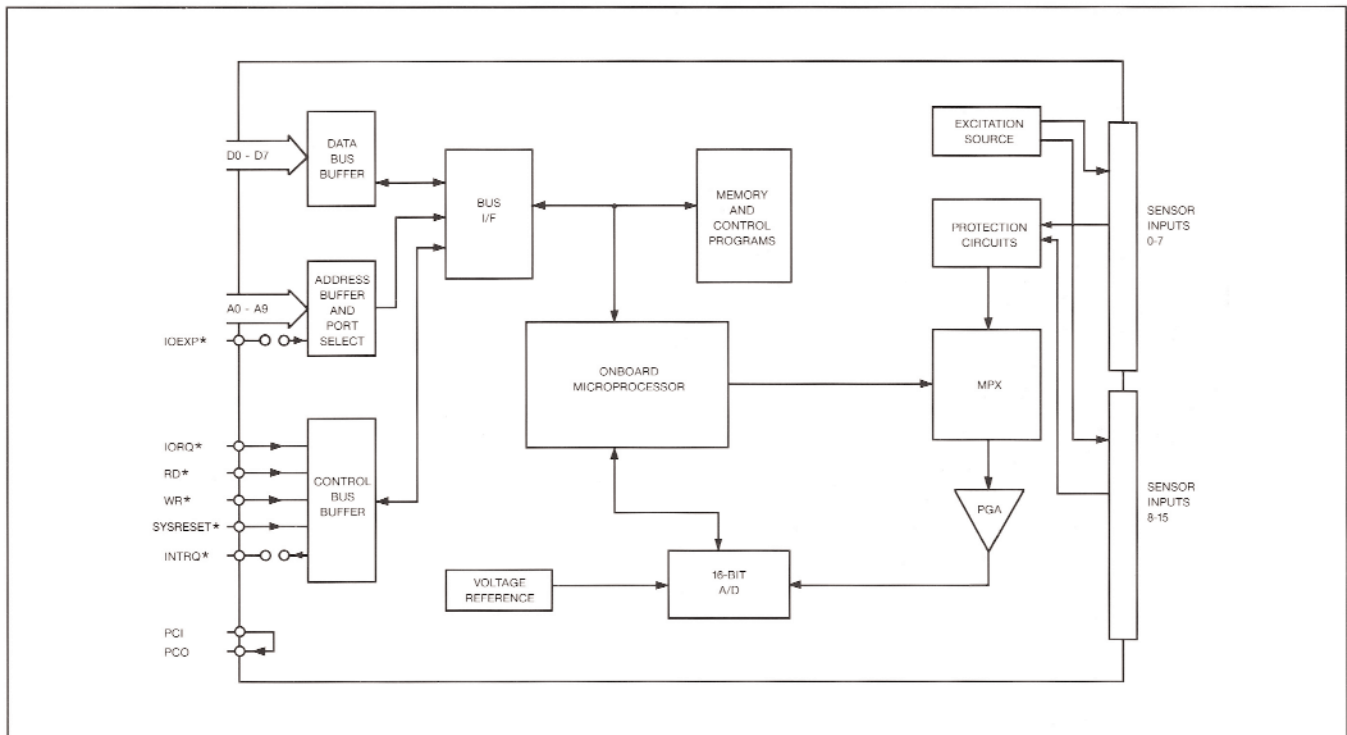 D0 - D7
DATA
BUS
BUFFER
A0 - A9
ADDRESS
BUFFER
AND
PORT
SELECT
IOEXP*
IORQ*
RD*
WR*
SYSRESET*
INTRQ*
CONTROL
BUS
BUFFER
PCI
PCO
BUS
I/F
MEMORY
AND
CONTROL
PROGRAMS
ONBOARD
MICROPROCESSOR
VOLTAGE
REFERENCE
16-BIT
A/D
EXCITATION
SOURCE
PROTECTION
CIRCUITS
MPX
PGA
SENSOR
INPUTS
0-7
SENSOR
INPUTS
8-15